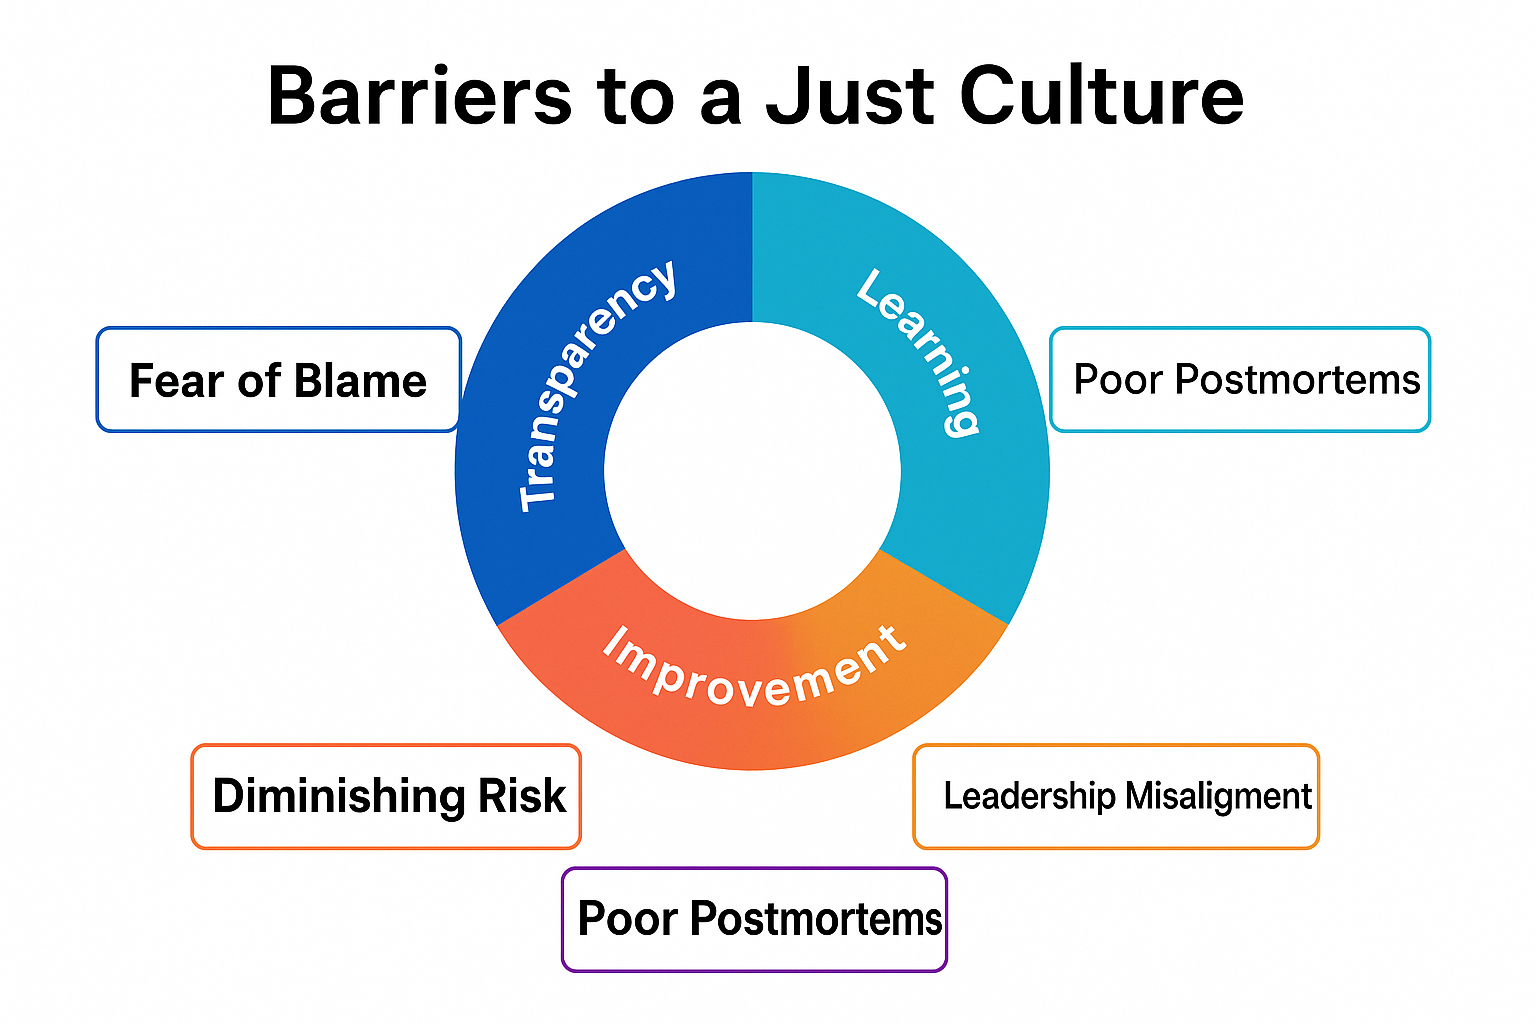 Barriers to a Just Culture
Transparency
Learning
Fear of Blame
Poor Postmortems
Improvement
Diminishing Risk
Leadership Misaligment
Poor Postmortems